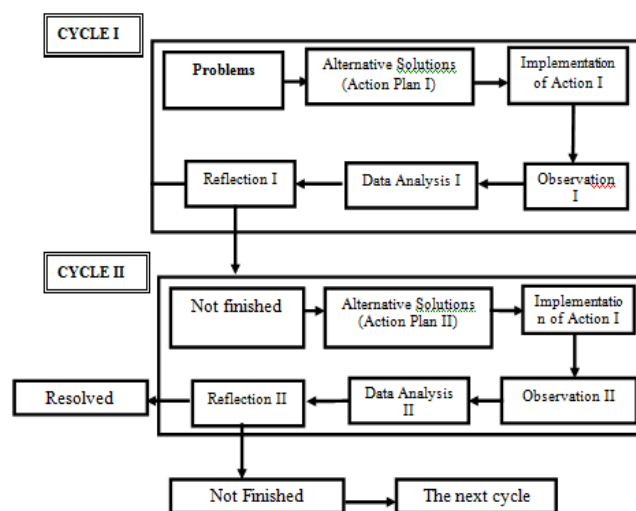 CYCLE I
Problems
Alternative Solutions
(Action Plan I)
Implementation
of Action I
Reflection I
Data Analysis I
Observation
I
CYCLE II
Not finished
Alternative Solutions
(Action Plan II)
Implementatio
n of Action I
Resolved
Reflection II
Data Analysis
II
Observation II
Not Finished
The next cycle